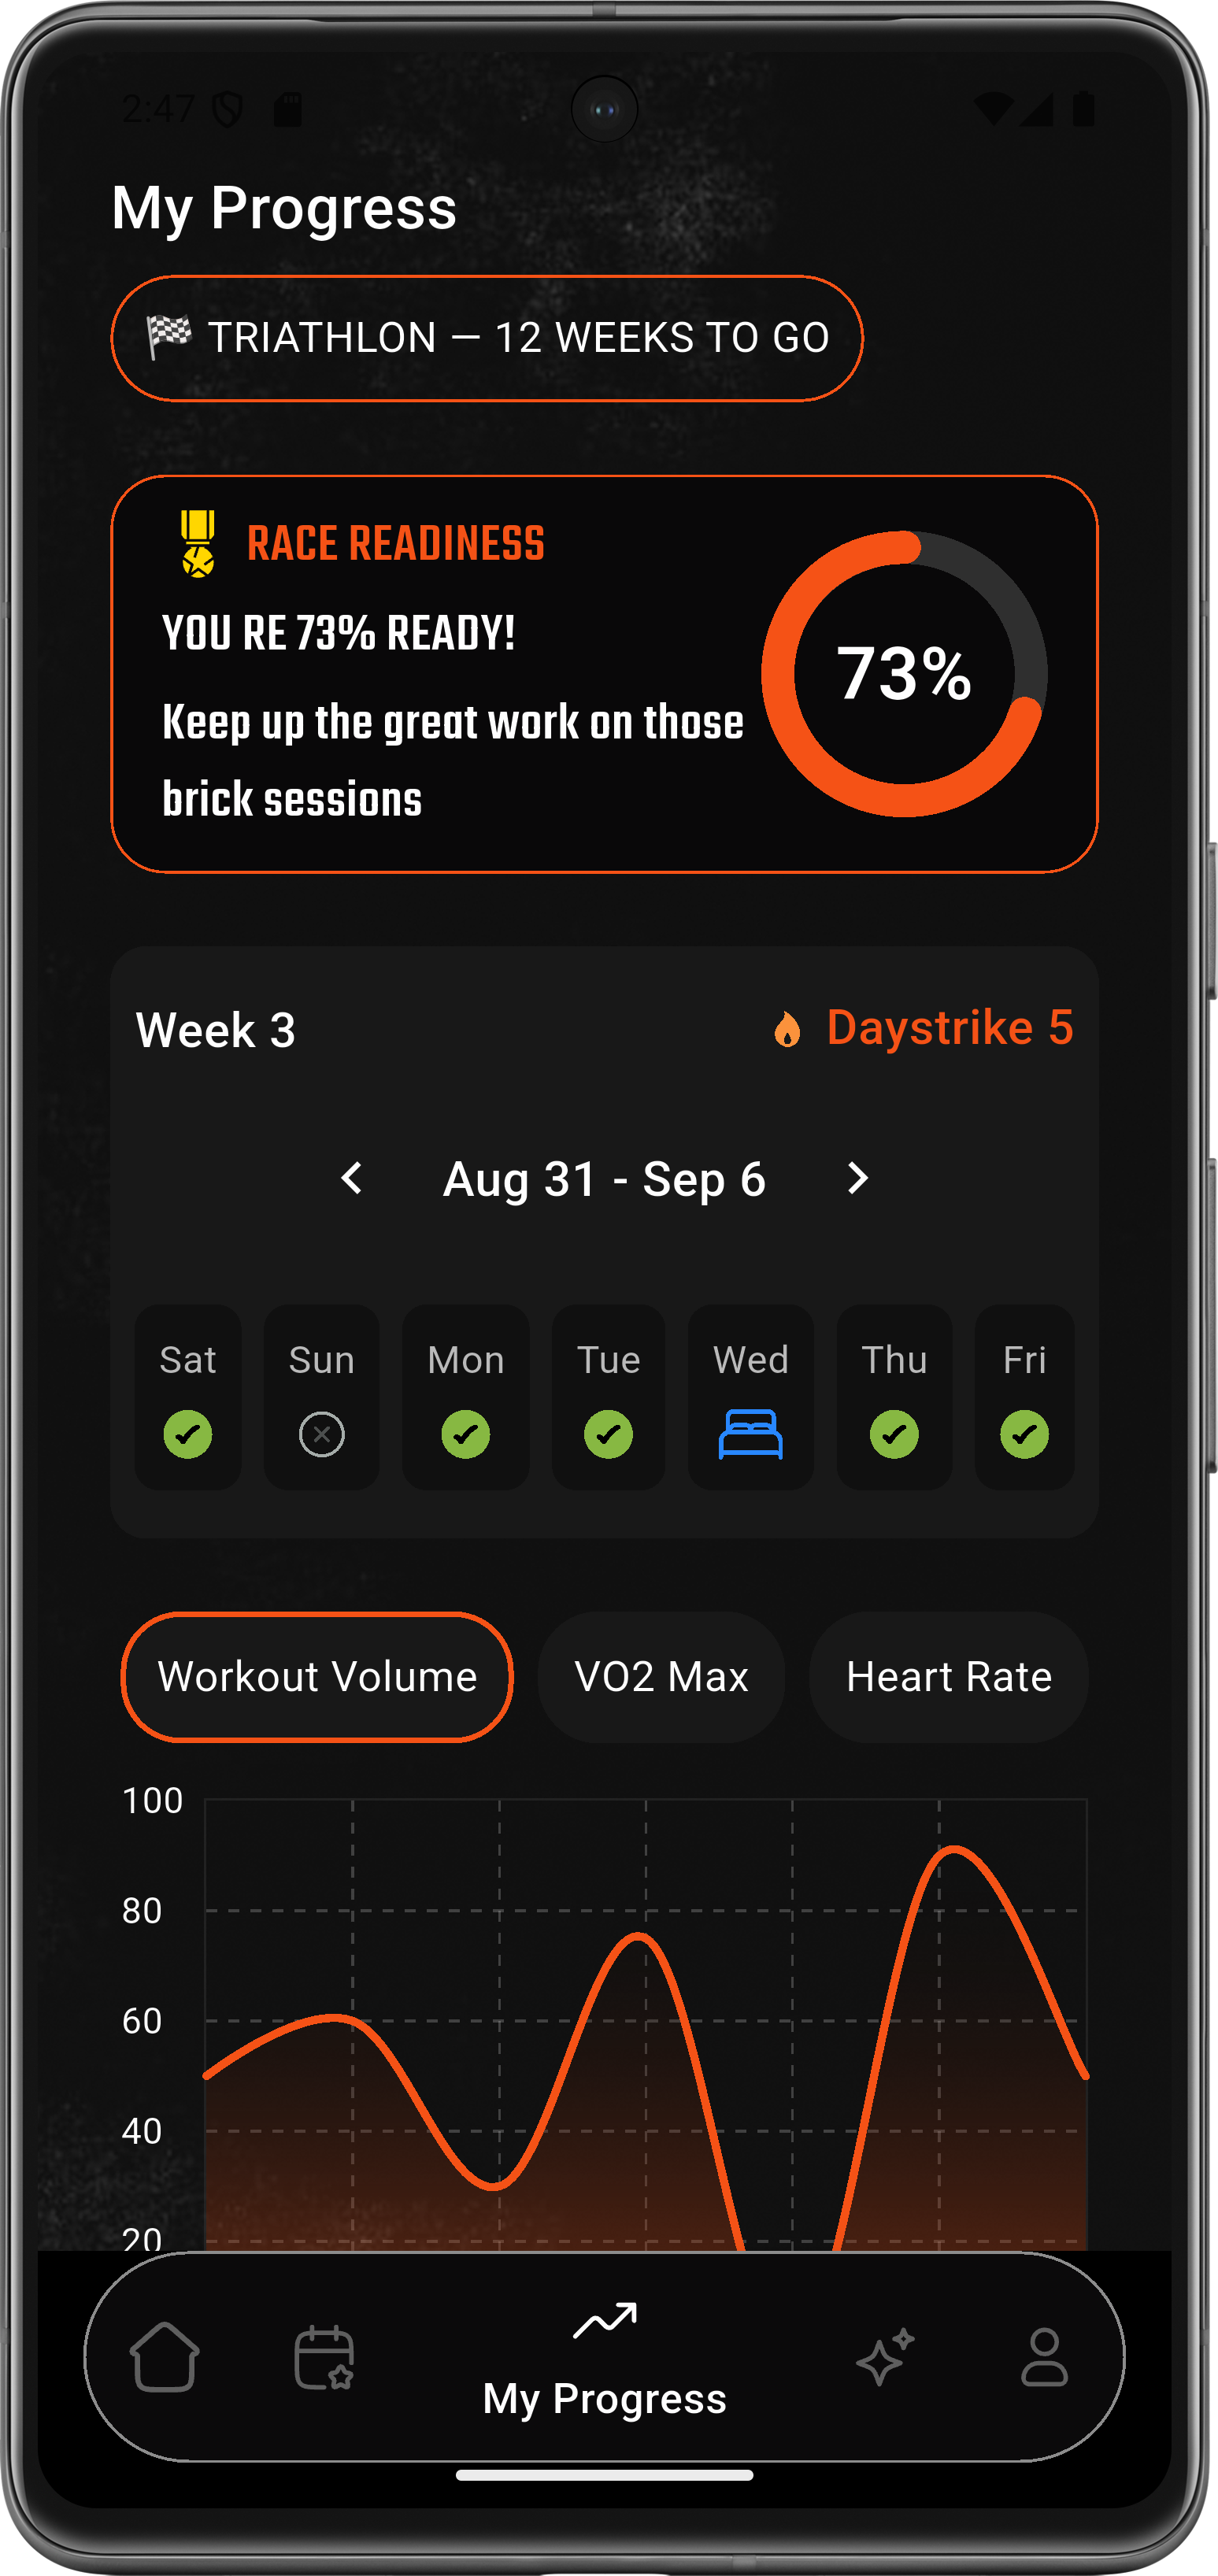 2:47
My Progress
TRIATHLON — 12 WEEKS TO GO
RACE READINESS
YOU RE 73% READY!
Keep up the great work on those
brick sessions
73%
Week 3
Daystrike 5
Aug 31 - Sep 6
Sat Sun Mon Tue Wed Thu Fri
Workout Volume VO2 Max Heart Rate
100
80
60
40
20
My Progress